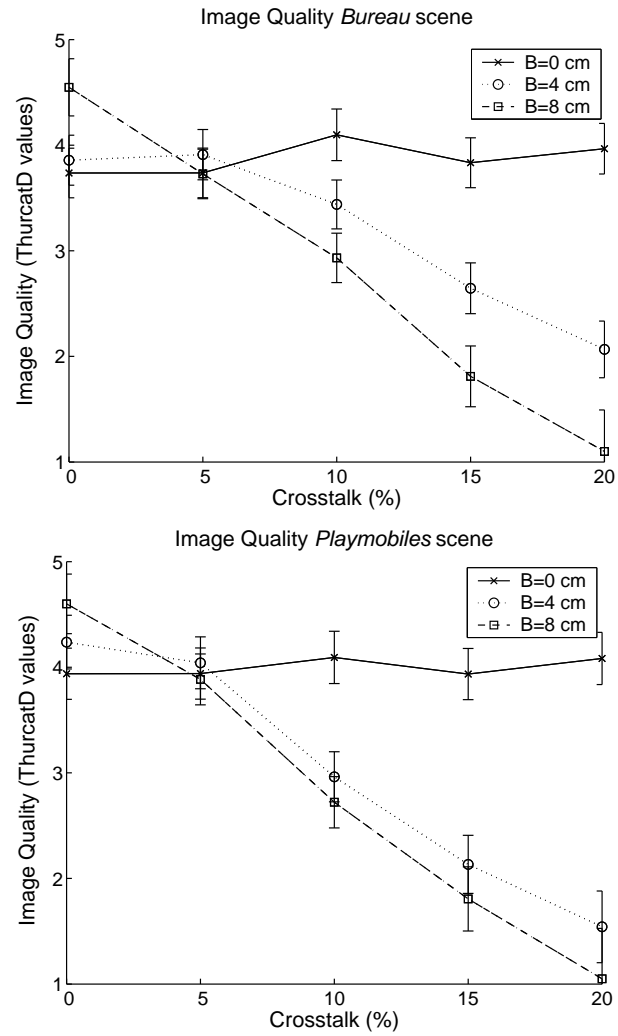 Image Quality Bureau scene
Image Quality (ThurcatD values)
5
4
3
2
1
B=0 cm
B=4 cm
B=8 cm
0 5 10 15 20
Crosstalk (%)
Image Quality Playmobiles scene
Image Quality (ThurcatD values)
5
4
3
2
1
B=0 cm
B=4 cm
B=8 cm
0 5 10 15 20
Crosstalk (%)